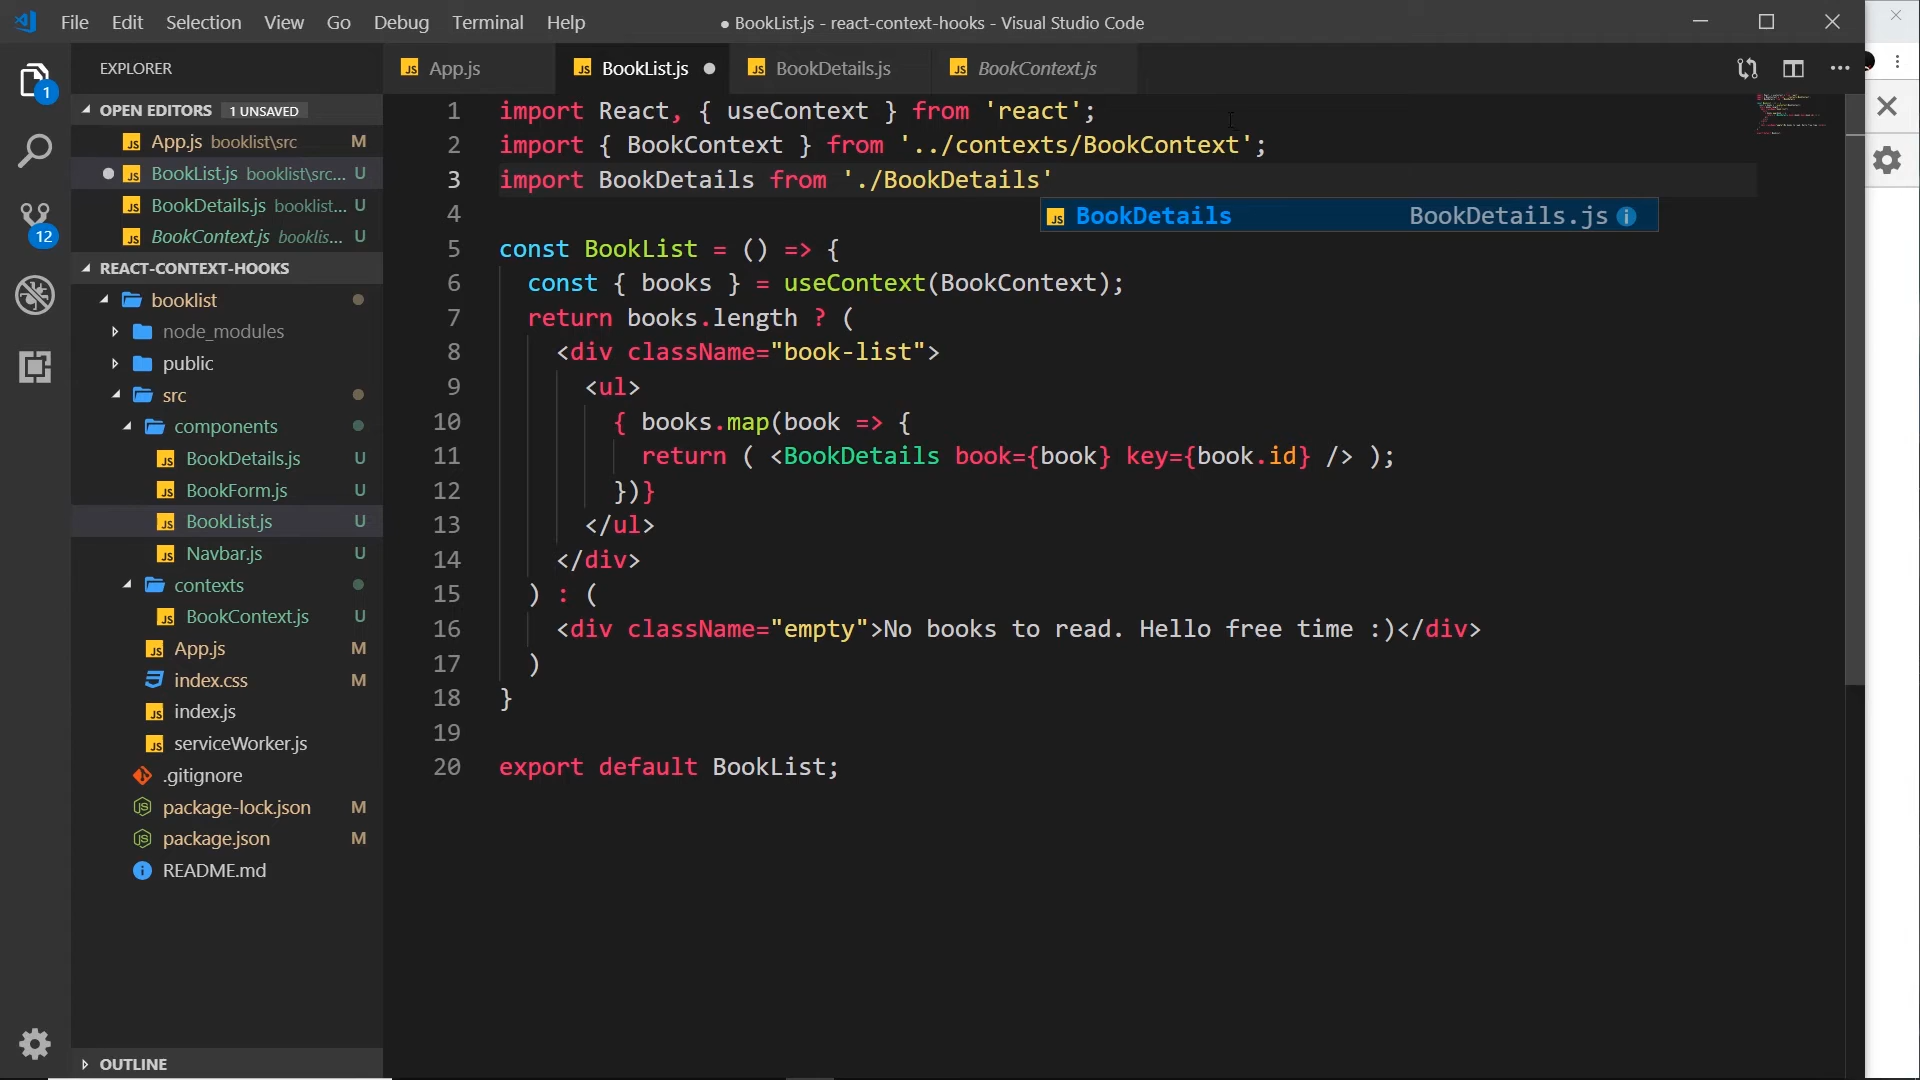 File Edit Selection View Go Debug Terminal Help
● BookList.js - react-context-hooks - Visual Studio Code
EXPLORER
OPEN EDITORS 1 UNSAVED
App.js booklist\src M
BookList.js booklist\src... U
BookDetails.js booklist... U
BookContext.js booklis... U
REACT-CONTEXT-HOOKS
booklist
node_modules
public
src
components
BookDetails.js U
BookForm.js U
BookList.js U
Navbar.js U
contexts
BookContext.js U
App.js M
index.css M
index.js
serviceWorker.js
.gitignore
package-lock.json M
package.json M
README.md
OUTLINE
1
12
App.js BookList.js BookDetails.js BookContext.js
1 import React, { useContext } from 'react';
2 import { BookContext } from '../contexts/BookContext';
3 import BookDetails from './BookDetails'
BookDetails BookDetails.js
4
5 const BookList = () => {
6 const { books } = useContext(BookContext);
7 return books.length ? (
8 <div className="book-list">
9 <ul>
10 { books.map(book => {
11 return ( <BookDetails book={book} key={book.id} /> );
12 })}
13 </ul>
14 </div>
15 ) : (
16 <div className="empty">No books to read. Hello free time :)</div>
17 )
18 }
19
20 export default BookList;